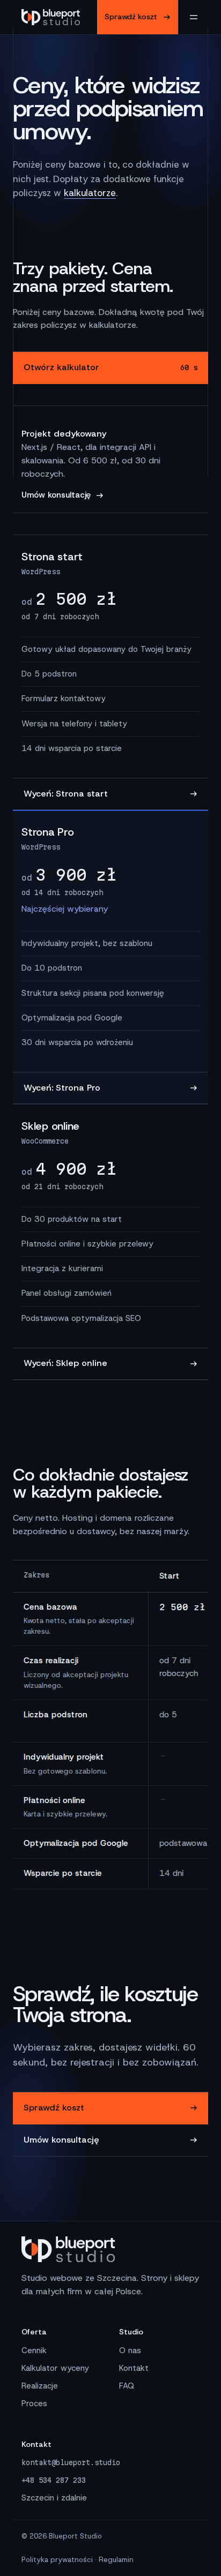 blueport
studio
Sprawdź koszt →
Ceny, które widzisz
przed podpisaniem
umowy.
Poniżej ceny bazowe i to, co dokładnie w
nich jest. Dopłaty za dodatkowe funkcje
policzysz w kalkulatorze.
Trzy pakiety. Cena
znana przed startem.
Poniżej ceny bazowe. Dokładną kwotę pod Twój
zakres policzysz w kalkulatorze.
Otwórz kalkulator 60 s
Projekt dedykowany
Next.js / React, dla integracji API i
skalowania. Od 6 500 zł, od 30 dni
roboczych.
Umów konsultację →
Strona start
WordPress
od 2 500 zł
od 7 dni roboczych
Gotowy układ dopasowany do Twojej branży
Do 5 podstron
Formularz kontaktowy
Wersja na telefony i tablety
14 dni wsparcia po starcie
Wyceń: Strona start →
Strona Pro
WordPress
od 3 900 zł
od 14 dni roboczych
Najczęściej wybierany
Indywidualny projekt, bez szablonu
Do 10 podstron
Struktura sekcji pisana pod konwersję
Optymalizacja pod Google
30 dni wsparcia po wdrożeniu
Wyceń: Strona Pro →
Sklep online
WooCommerce
od 4 900 zł
od 21 dni roboczych
Do 30 produktów na start
Płatności online i szybkie przelewy
Integracja z kurierami
Panel obsługi zamówień
Podstawowa optymalizacja SEO
Wyceń: Sklep online →
Co dokładnie dostajesz
w każdym pakiecie.
Ceny netto. Hosting i domena rozliczane
bezpośrednio u dostawcy, bez naszej marży.
Zakres Start
Cena bazowa 2 500 zł
Kwota netto, stała po akceptacji
zakresu.
Czas realizacji od 7 dni
Liczony od akceptacji projektu roboczych
wizualnego.
Liczba podstron do 5
Indywidualny projekt –
Bez gotowego szablonu.
Płatności online –
Karta i szybkie przelewy.
Optymalizacja pod Google podstawowa
Wsparcie po starcie 14 dni
Sprawdź, ile kosztuje
Twoja strona.
Wybierasz zakres, dostajesz widełki. 60
sekund, bez rejestracji i bez zobowiązań.
Sprawdź koszt →
Umów konsultację →
blueport
studio
Studio webowe ze Szczecina. Strony i sklepy
dla małych firm w całej Polsce.
Oferta Studio
Cennik O nas
Kalkulator wyceny Kontakt
Realizacje FAQ
Proces
Kontakt
kontakt@blueport.studio
+48 534 287 233
Szczecin i zdalnie
© 2026 Blueport Studio
Polityka prywatności · Regulamin